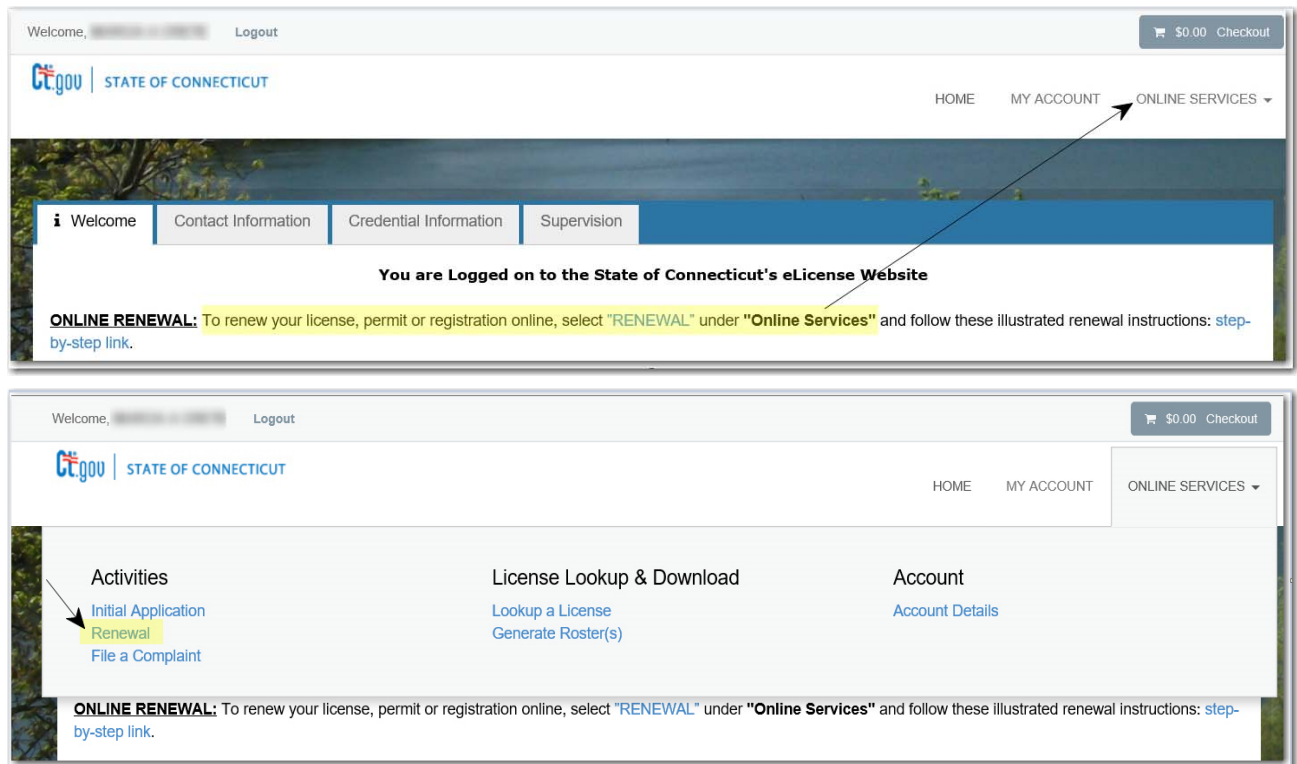 Welcome,
Logout
$0.00 Checkout
Ct.gov STATE OF CONNECTICUT
HOME MY ACCOUNT ONLINE SERVICES
i Welcome Contact Information Credential Information Supervision
You are Logged on to the State of Connecticut's eLicense Website
ONLINE RENEWAL: To renew your license, permit or registration online, select "RENEWAL" under "Online Services" and follow these illustrated renewal instructions: step-
by-step link.
Welcome,
Logout
$0.00 Checkout
Ct.gov STATE OF CONNECTICUT
HOME MY ACCOUNT ONLINE SERVICES
Activities
Initial Application
Renewal
File a Complaint
License Lookup & Download
Lookup a License
Generate Roster(s)
Account
Account Details
ONLINE RENEWAL: To renew your license, permit or registration online, select "RENEWAL" under "Online Services" and follow these illustrated renewal instructions: step-
by-step link.